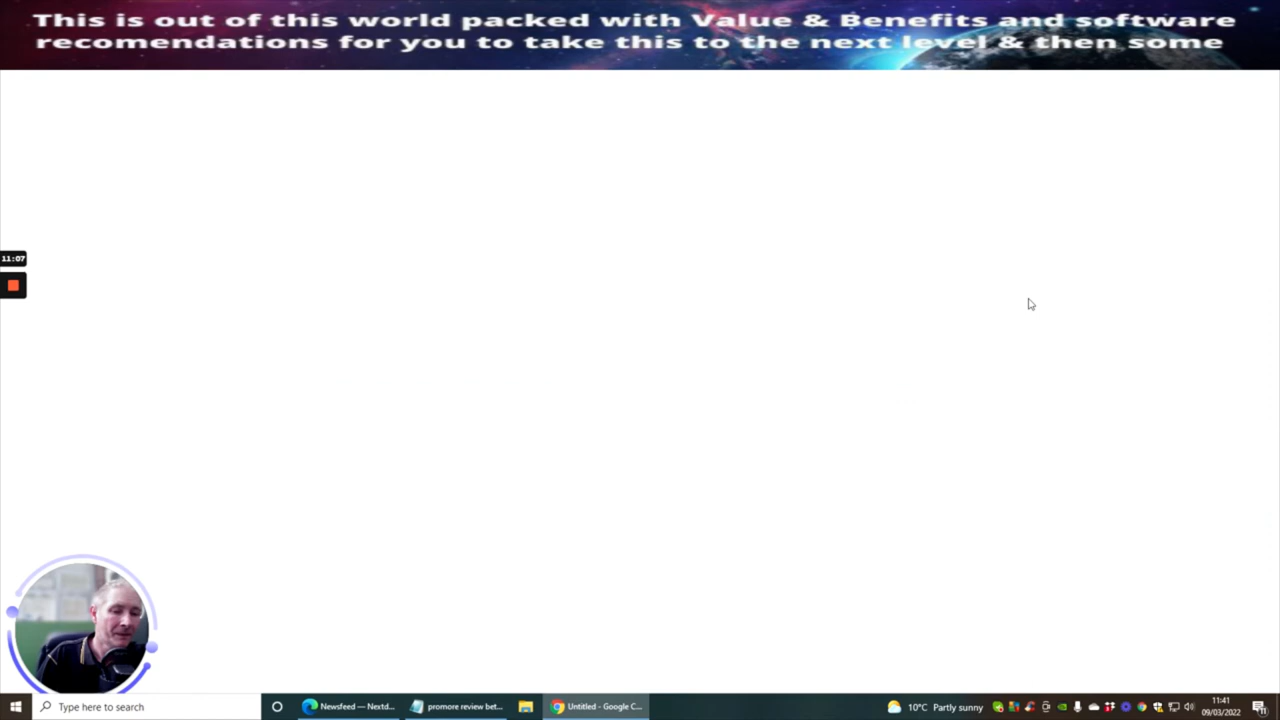 This is out of this world packed with Value & Benefits and software
recomendations for you to take this to the next level & then some
11:07
Type here to search
Newsfeed — Nextd...
promore review bet...
Untitled - Google C...
10°C Partly sunny
11:41
09/03/2022